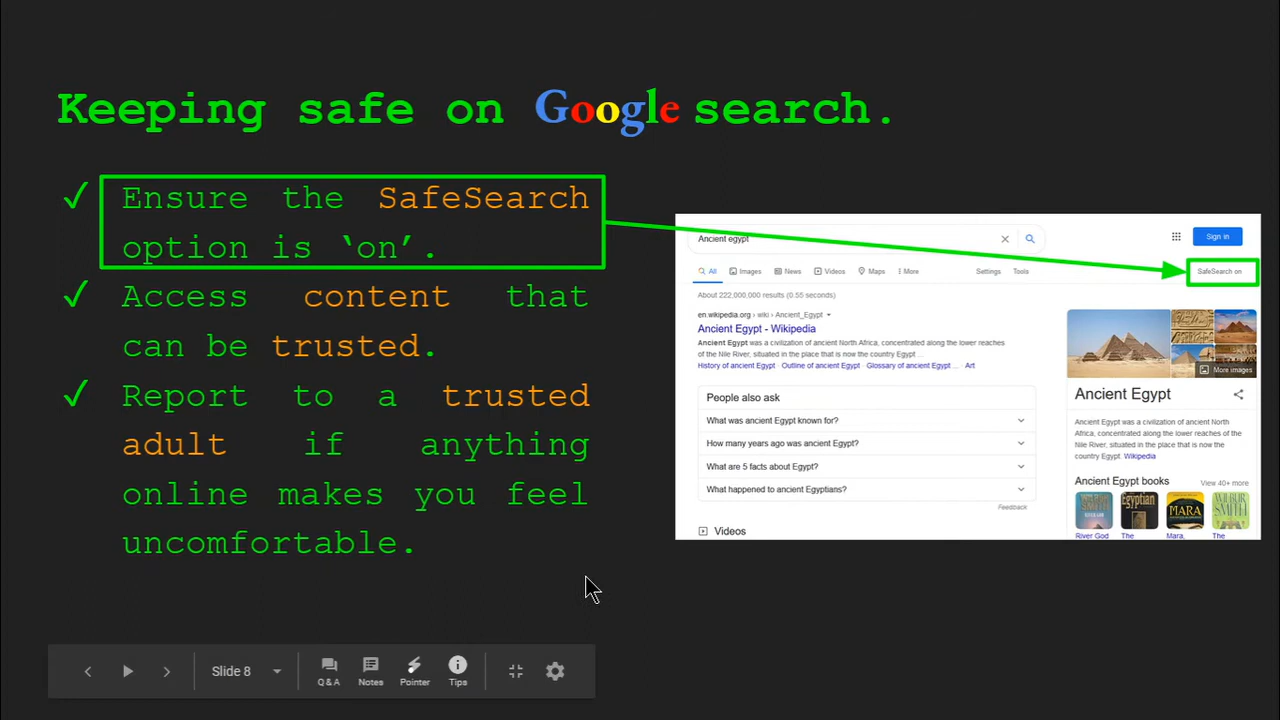 Keeping safe on Google search.
✓ Ensure the SafeSearch
option is ‘on’.
✓ Access content that
can be trusted.
✓ Report to a trusted
adult if anything
online makes you feel
uncomfortable.
Ancient egypt
Sign in
All Images News Videos Maps More Settings Tools
SafeSearch on
About 222,000,000 results (0.55 seconds)
en.wikipedia.org › wiki › Ancient_Egypt
Ancient Egypt - Wikipedia
Ancient Egypt was a civilization of ancient North Africa, concentrated along the lower reaches
of the Nile River, situated in the place that is now the country Egypt ...
History of ancient Egypt · Outline of ancient Egypt · Glossary of ancient Egypt ... · Art
People also ask
What was ancient Egypt known for?
How many years ago was ancient Egypt?
What are 5 facts about Egypt?
What happened to ancient Egyptians?
Feedback
Videos
More images
Ancient Egypt
Ancient Egypt was a civilization of ancient North
Africa, concentrated along the lower reaches of the
Nile River, situated in the place that is now the
country Egypt. Wikipedia
Ancient Egypt books
View 40+ more
Egyptian
MARA
WILBUR
SMITH
River God The Mara, The
Slide 8
Q & A Notes Pointer Tips